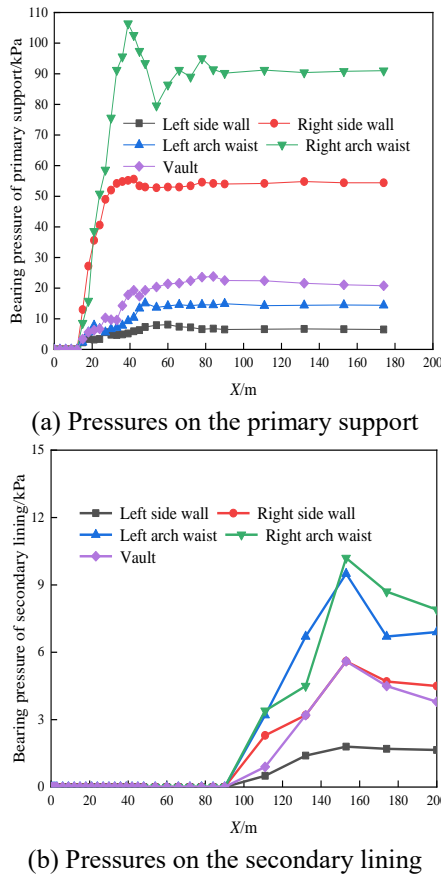 120
110
100
90
80
70
60
50
40
30
20
10
0
Bearing pressure of primary support/kPa
Left side wall Right side wall
Left arch waist Right arch waist
Vault
0 20 40 60 80 100 120 140 160 180 200
X/m
(a) Pressures on the primary support
15
12
9
6
3
0
Bearing pressure of secondary lining/kPa
Left side wall Right side wall
Left arch waist Right arch waist
Vault
0 20 40 60 80 100 120 140 160 180 200
X/m
(b) Pressures on the secondary lining